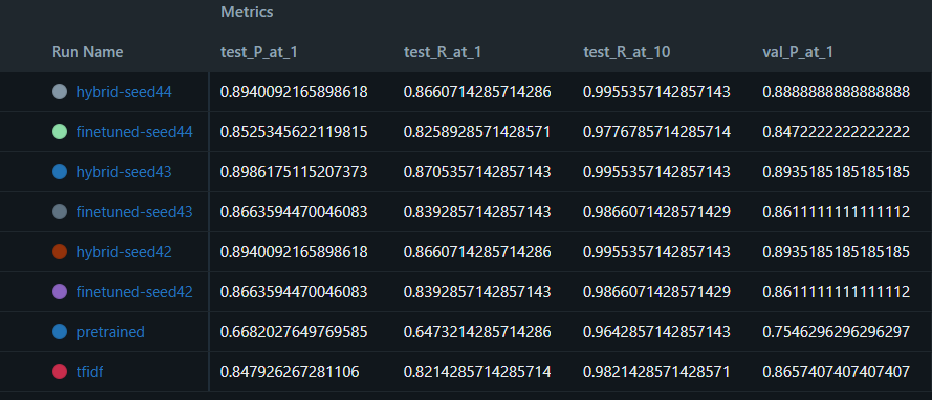 Metrics
Run Name test_P_at_1 test_R_at_1 test_R_at_10 val_P_at_1
hybrid-seed44 0.8940092165898618 0.8660714285714286 0.9955357142857143 0.8888888888888888
finetuned-seed44 0.8525345622119815 0.8258928571428571 0.9776785714285714 0.8472222222222222
hybrid-seed43 0.8986175115207373 0.8705357142857143 0.9955357142857143 0.8935185185185185
finetuned-seed43 0.8663594470046083 0.8392857142857143 0.9866071428571429 0.8611111111111112
hybrid-seed42 0.8940092165898618 0.8660714285714286 0.9955357142857143 0.8935185185185185
finetuned-seed42 0.8663594470046083 0.8392857142857143 0.9866071428571429 0.8611111111111112
pretrained 0.6682027649769585 0.6473214285714286 0.9642857142857143 0.7546296296296297
tfidf 0.847926267281106 0.8214285714285714 0.9821428571428571 0.8657407407407407